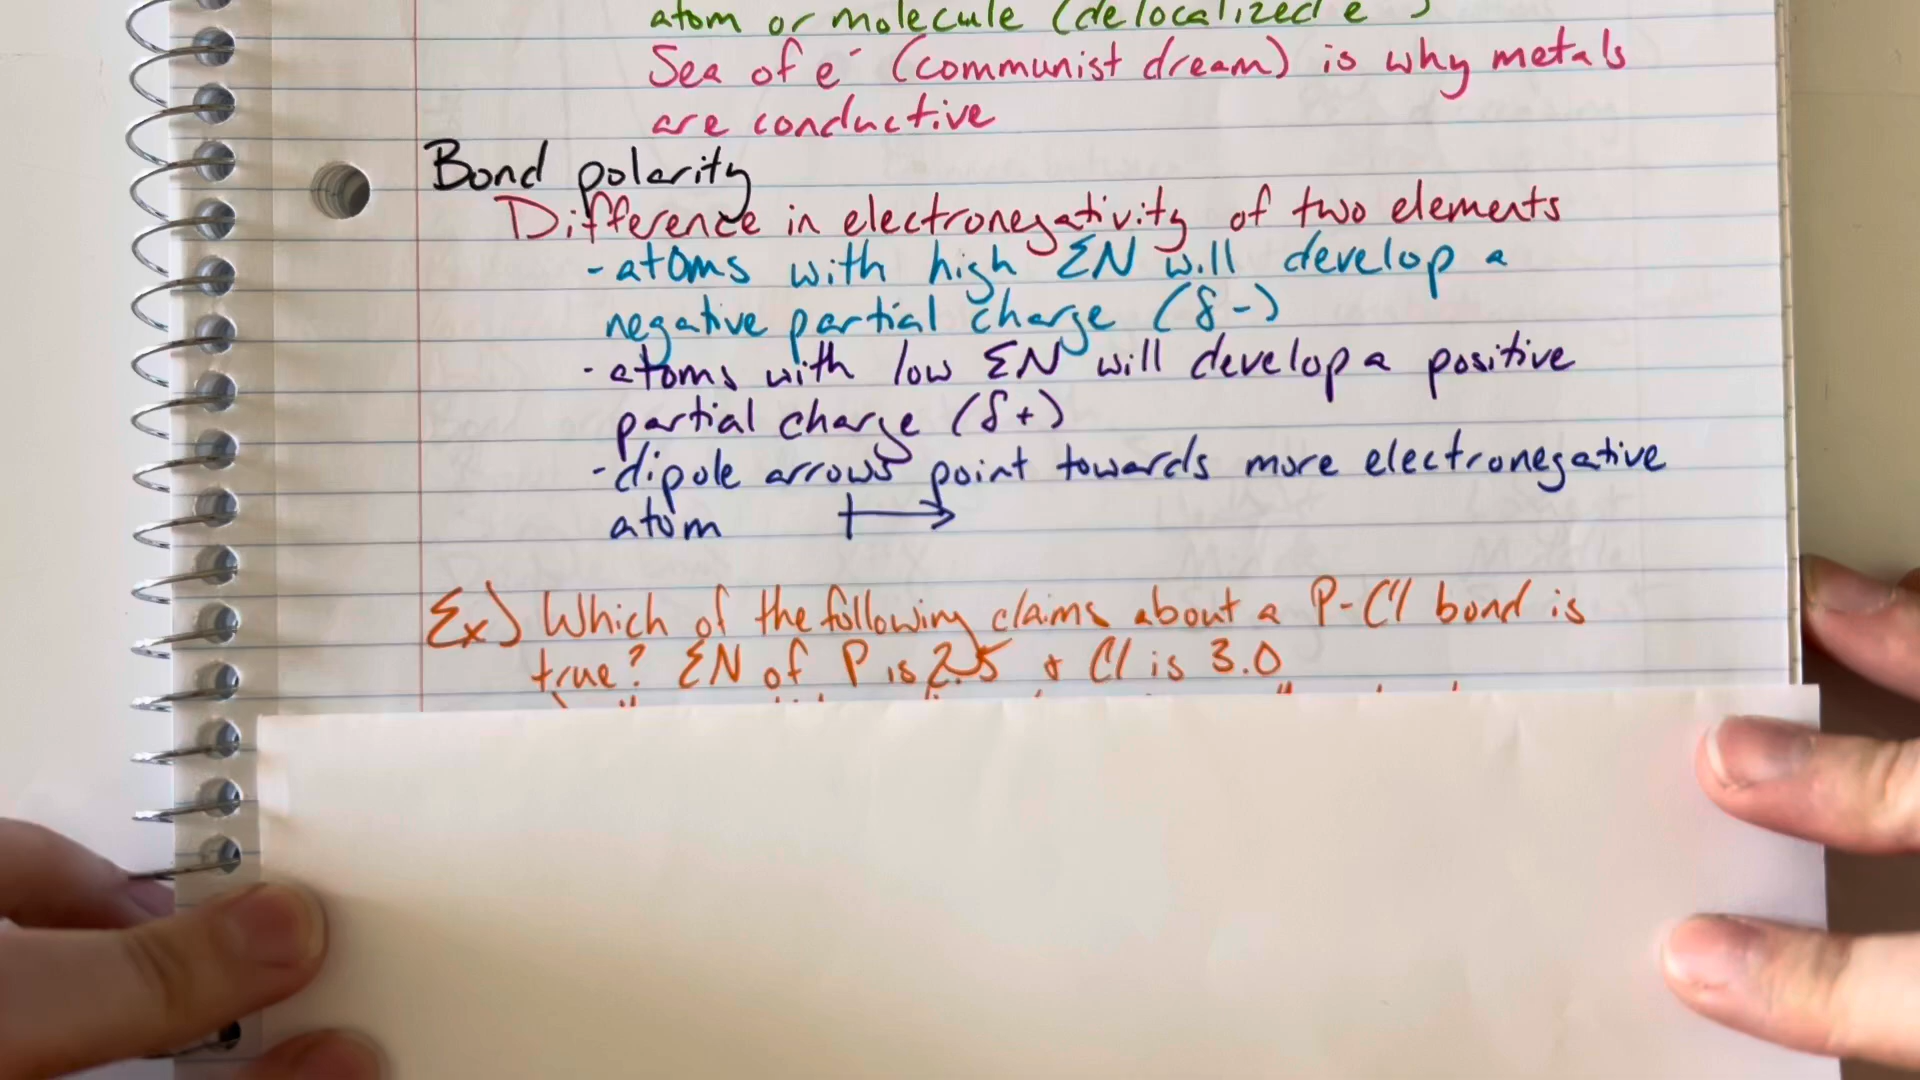 atom or molecule (delocalized e⁻)
Sea of e⁻ (communist dream) is why metals
are conductive
Bond polarity
Difference in electronegativity of two elements
-atoms with high EN will develop a
negative partial charge (δ-)
-atoms with low EN will develop a positive
partial charge (δ+)
-dipole arrows point towards more electronegative
atom
Ex) Which of the following claims about a P-Cl bond is
true? EN of P is 2.5 + Cl is 3.0